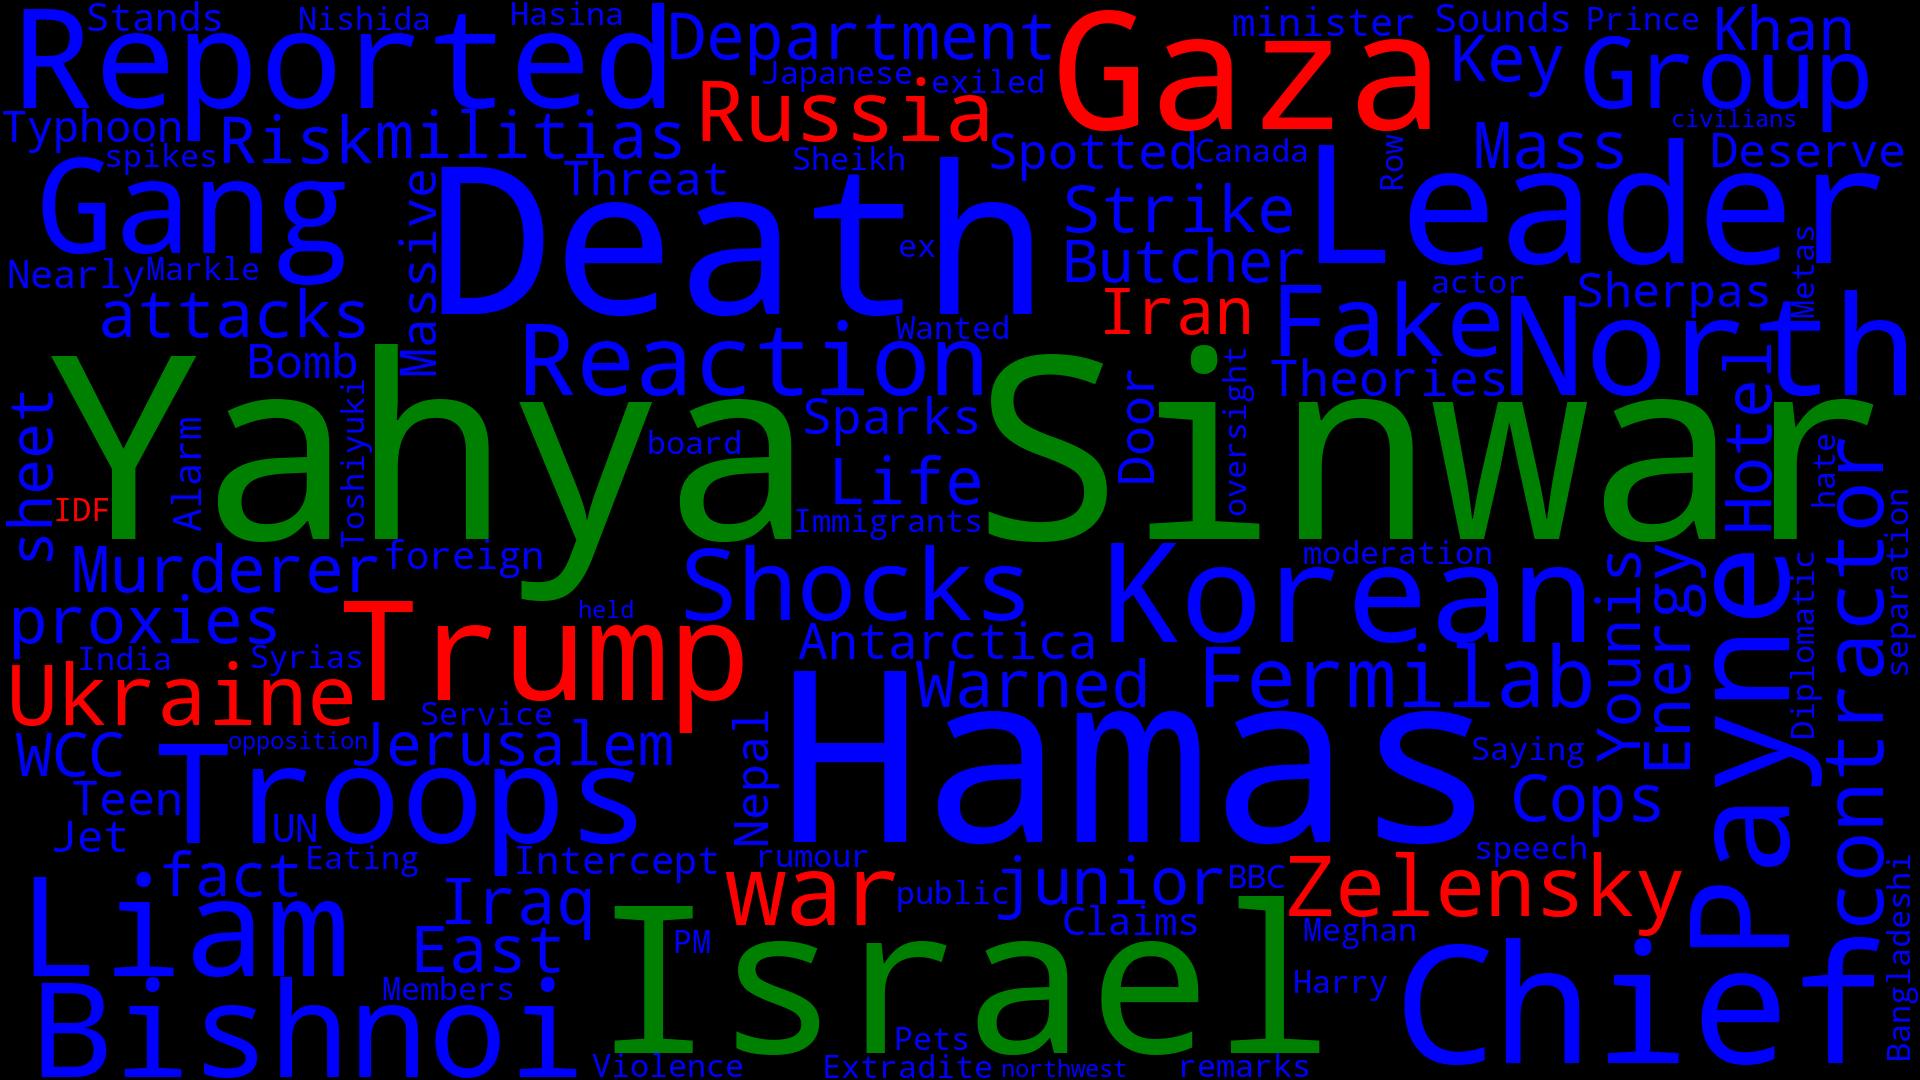 Stands
Nishida
Hasina
Reported
Department
Gaza
minister
Sounds
Prince
Khan
Key
Group
Japanese
exiled
Russia
Typhoon
spikes
Risk
militias
Sheikh
Spotted
Canada
Row
civilians
Mass
Deserve
Gang
Massive
Threat
Death
ex
Strike
Leader
Butcher
Nearly
Markle
attacks
Iran
Fake
actor
Sherpas
Metas
North
Wanted
Reaction
Bomb
Theories
Yahya
Sinwar
sheet
Alarm
Toshiyuki
board
Sparks
Life
Door
oversight
Hotel
hate
IDF
Immigrants
Murderer
foreign
Shocks
Korean
moderation
Younis
Energy
Payne
Diplomatic
contractor
separation
proxies
held
Trump
Antarctica
India
Syrias
Ukraine
Warned
Fermilab
Service
Hamas
WCC
opposition
Jerusalem
Nepal
Saying
Troops
Teen
Cops
Jet
UN
fact
Eating
Intercept
rumour
junior
BBC
speech
Zelensky
war
public
Liam
Iraq
Claims
Meghan
Bangladeshi
East
PM
Israel
Chief
Members
Harry
Bishnoi
Pets
Violence
Extradite
northwest
remarks